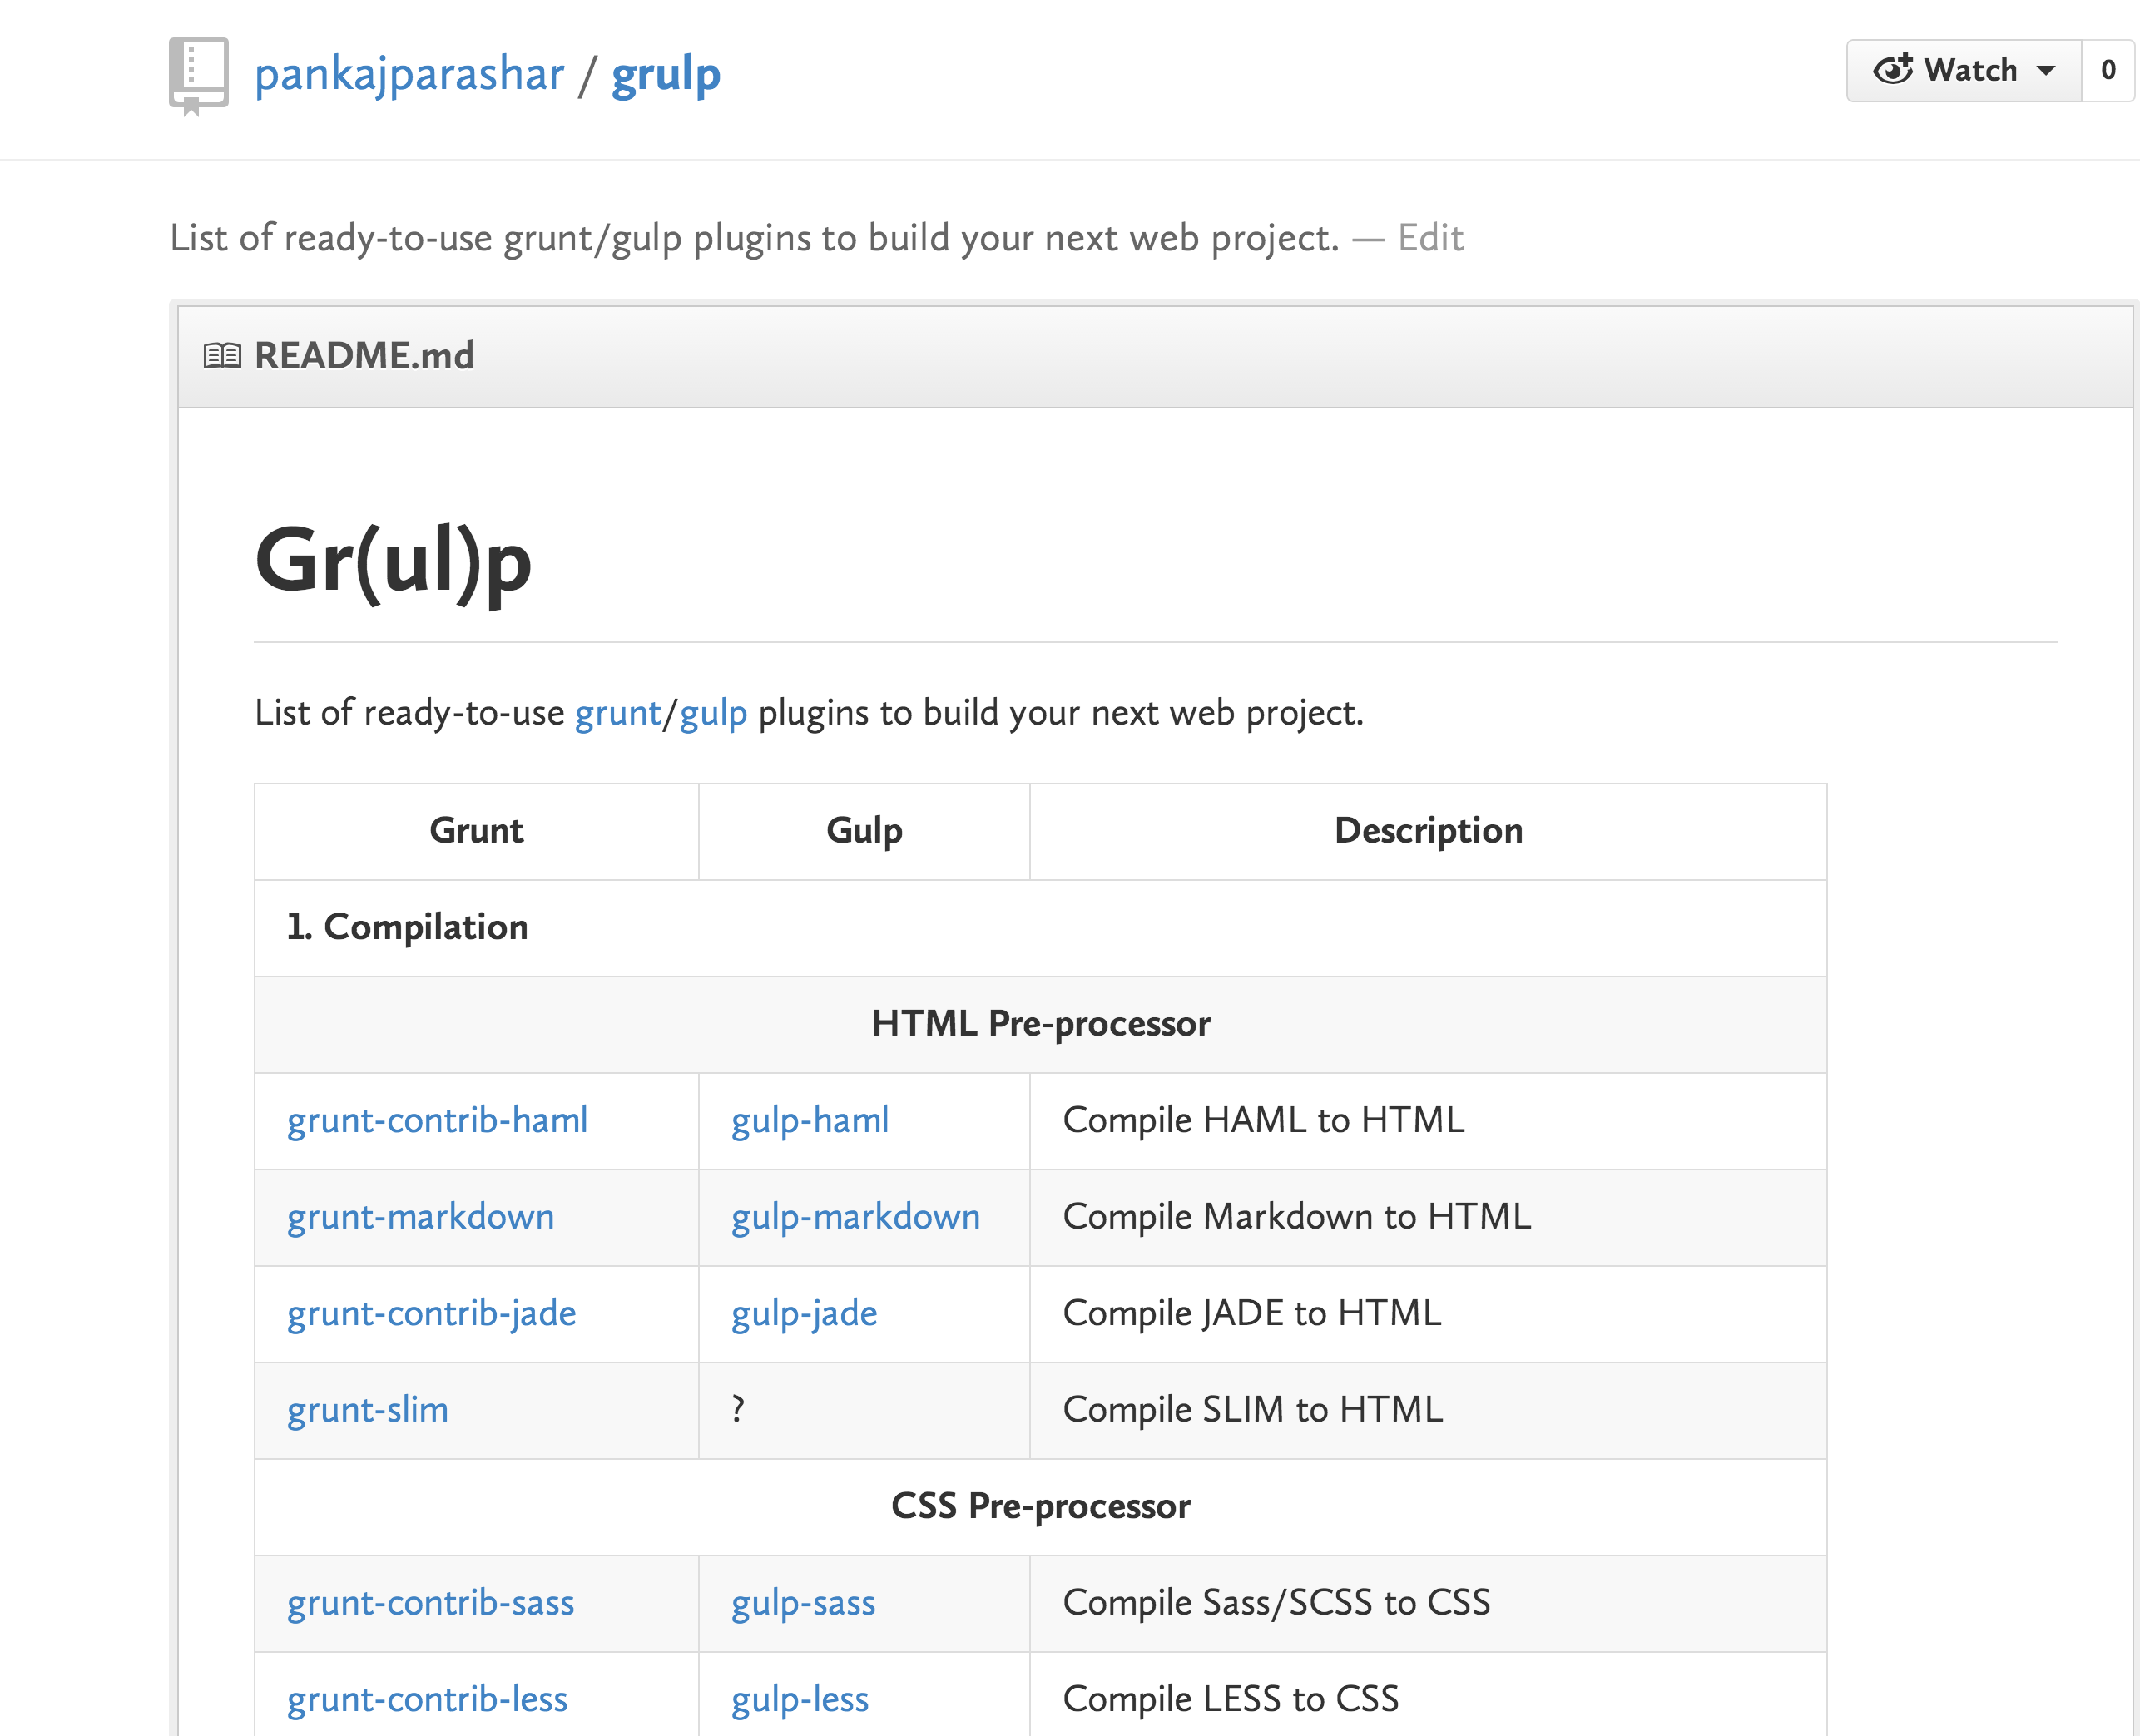 pankajparashar / grulp
Watch 0
List of ready-to-use grunt/gulp plugins to build your next web project. — Edit
README.md
Gr(ul)p
List of ready-to-use grunt/gulp plugins to build your next web project.
Grunt Gulp Description
1. Compilation
HTML Pre-processor
grunt-contrib-haml gulp-haml Compile HAML to HTML
grunt-markdown gulp-markdown Compile Markdown to HTML
grunt-contrib-jade gulp-jade Compile JADE to HTML
grunt-slim ? Compile SLIM to HTML
CSS Pre-processor
grunt-contrib-sass gulp-sass Compile Sass/SCSS to CSS
grunt-contrib-less gulp-less Compile LESS to CSS